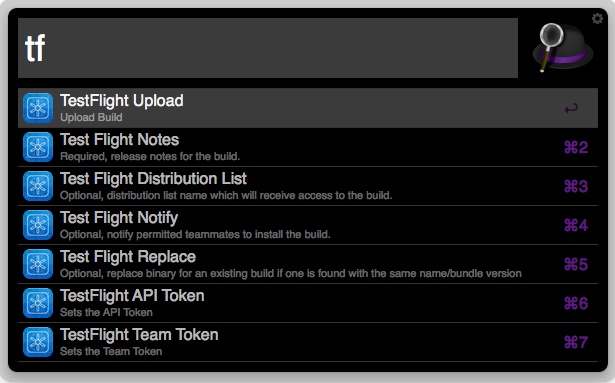 tf
TestFlight Upload
Upload Build
↩
Test Flight Notes
Required, release notes for the build.
⌘2
Test Flight Distribution List
Optional, distribution list name which will receive access to the build.
⌘3
Test Flight Notify
Optional, notify permitted teammates to install the build.
⌘4
Test Flight Replace
Optional, replace binary for an existing build if one is found with the same name/bundle version
⌘5
TestFlight API Token
Sets the API Token
⌘6
TestFlight Team Token
Sets the Team Token
⌘7